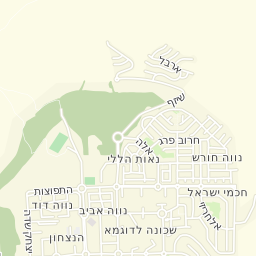 ארבל
שיזף
חרוב פרג
אלה
נאות הללי
נווה חורש
התפוצות
חכמי ישראל
נווה דוד
נווה אביב
אלחריזי
שכונה לדוגמא
הנצחון